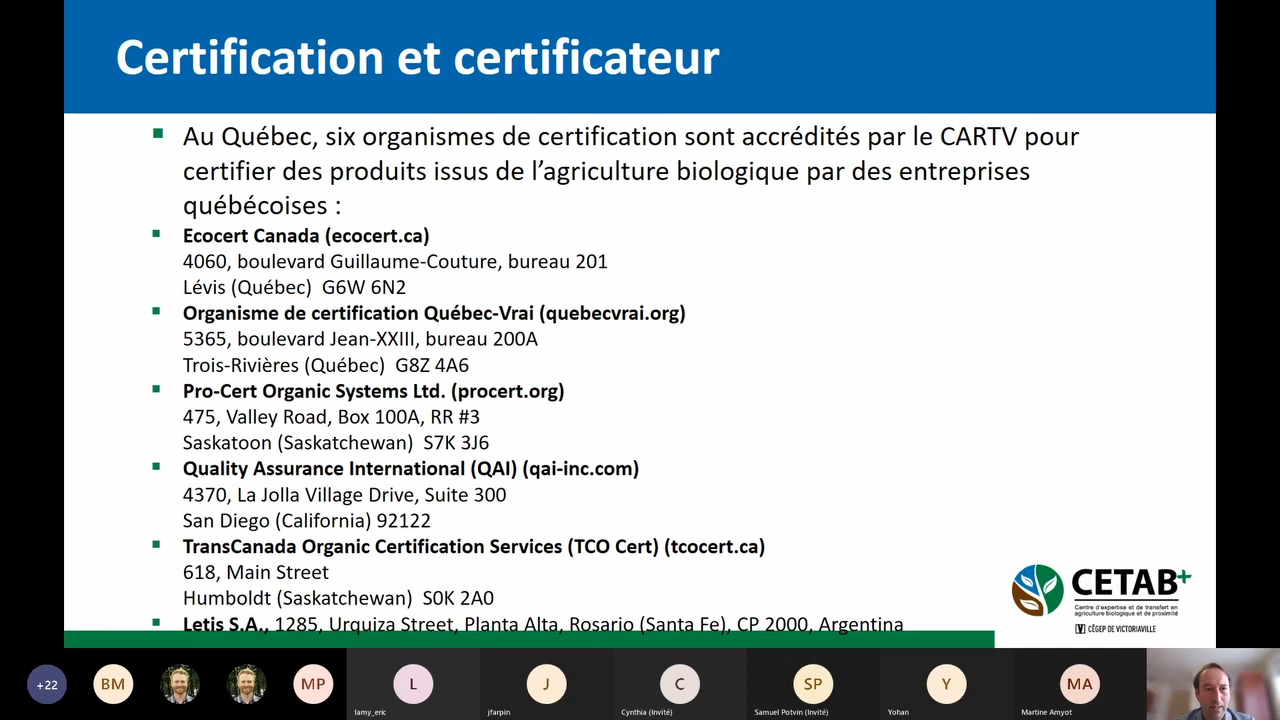 Certification et certificateur
Au Québec, six organismes de certification sont accrédités par le CARTV pour
certifier des produits issus de l’agriculture biologique par des entreprises
québécoises :
Ecocert Canada (ecocert.ca)
4060, boulevard Guillaume-Couture, bureau 201
Lévis (Québec) G6W 6N2
Organisme de certification Québec-Vrai (quebecvrai.org)
5365, boulevard Jean-XXIII, bureau 200A
Trois-Rivières (Québec) G8Z 4A6
Pro-Cert Organic Systems Ltd. (procert.org)
475, Valley Road, Box 100A, RR #3
Saskatoon (Saskatchewan) S7K 3J6
Quality Assurance International (QAI) (qai-inc.com)
4370, La Jolla Village Drive, Suite 300
San Diego (California) 92122
TransCanada Organic Certification Services (TCO Cert) (tcocert.ca)
618, Main Street
Humboldt (Saskatchewan) S0K 2A0
Letis S.A., 1285, Urquiza Street, Planta Alta, Rosario (Santa Fe), CP 2000, Argentina
CETAB+
Centre d'expertise et de transfert en
agriculture biologique et de proximité
CÉGEP DE VICTORIAVILLE
+22
BM
MP
L
J
C
SP
Y
MA
lamy_eric
jfarpin
Cynthia (Invité)
Samuel Potvin (Invité)
Yohan
Martine Amyot